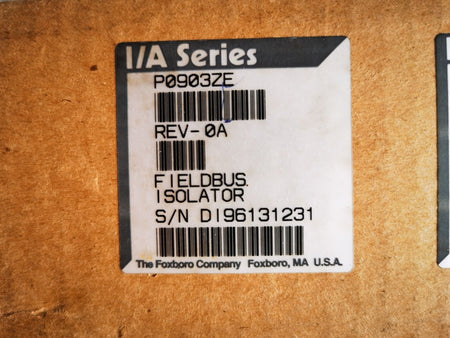 I/A Series
P0903ZE
REV-0A
FIELDBUS
ISOLATOR
S/N DI96131231
The Foxboro Company Foxboro, MA U.S.A.